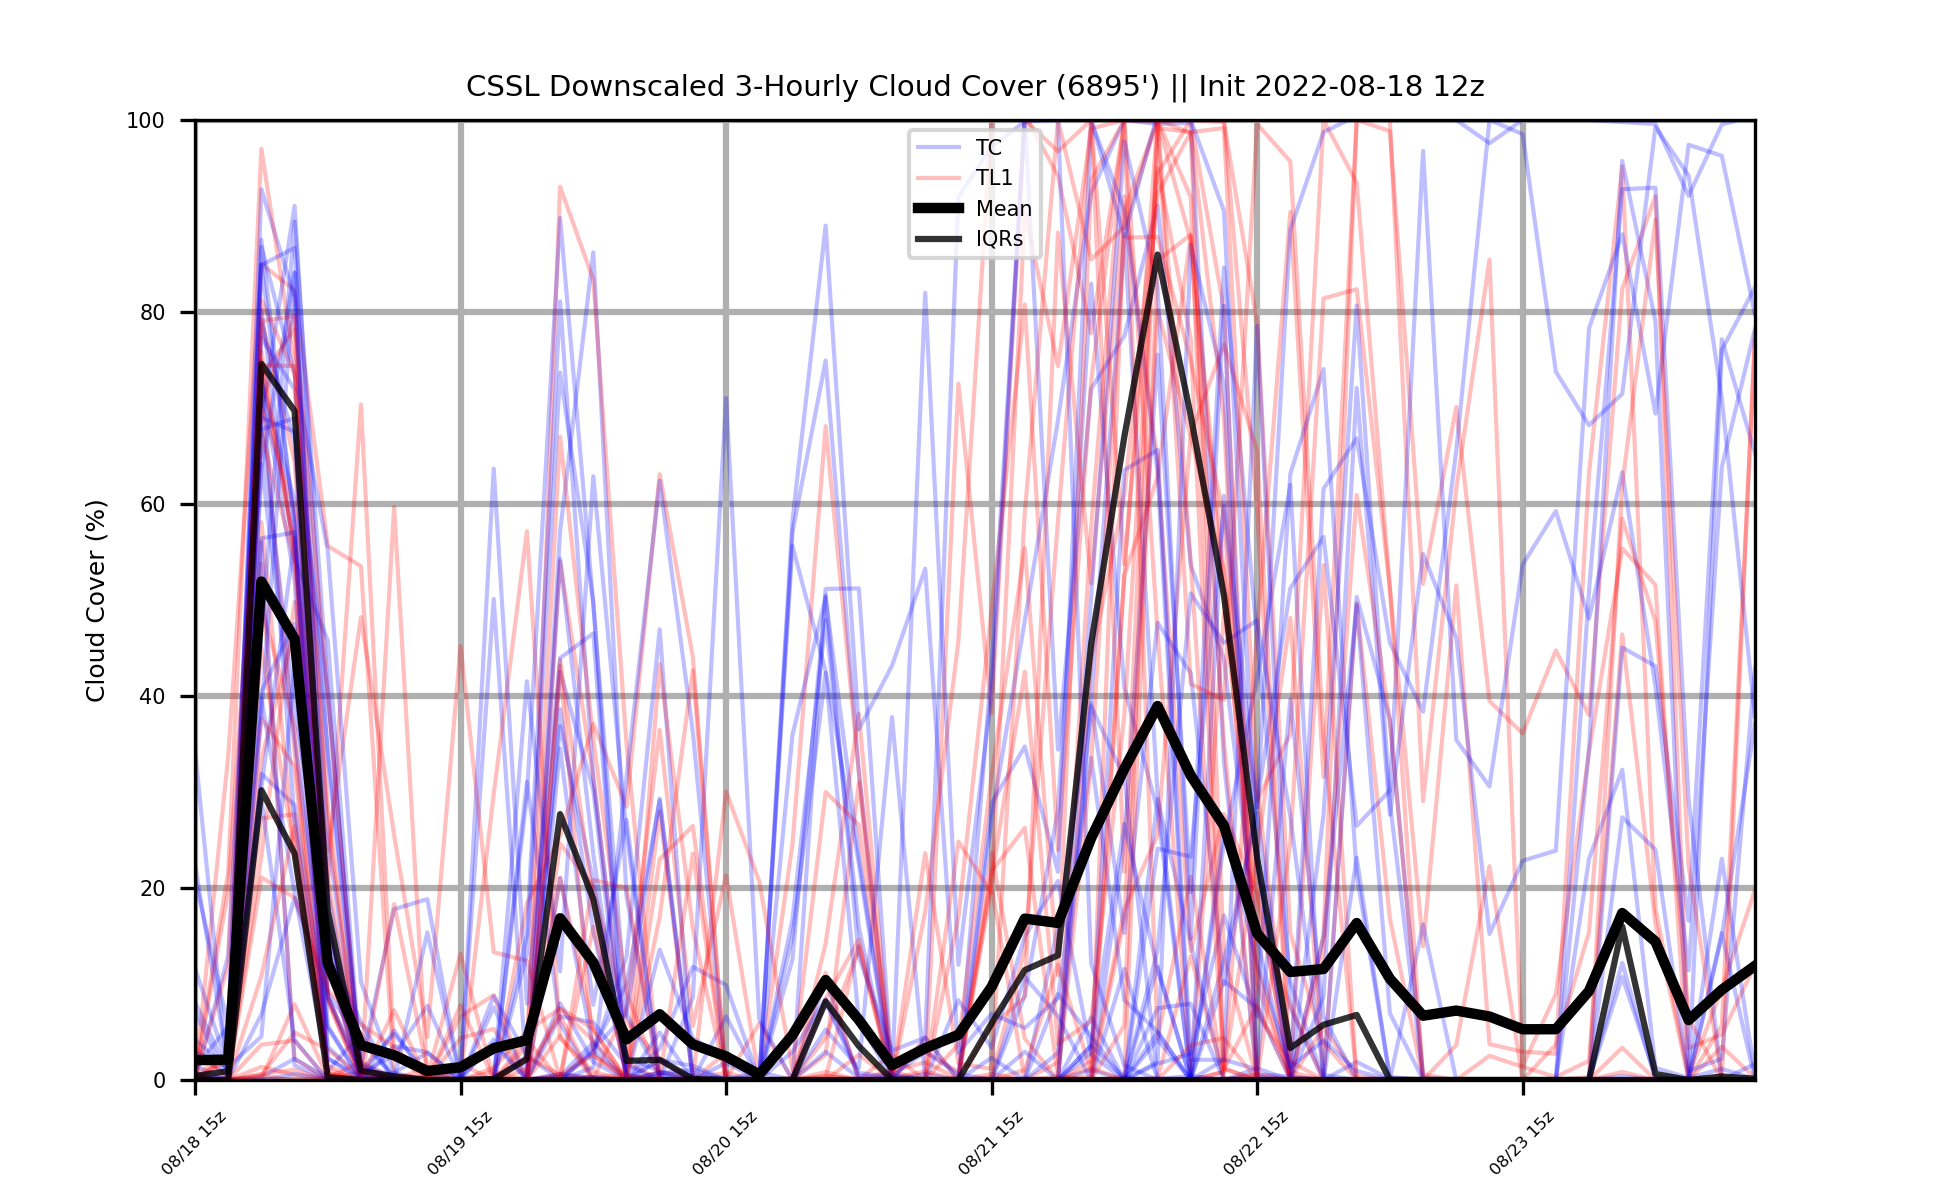 CSSL Downscaled 3-Hourly Cloud Cover (6895') || Init 2022-08-18 12z
TC
TL1
Mean
IQRs
Cloud Cover (%)
100
80
60
40
20
0
08/18 15z
08/19 15z
08/20 15z
08/21 15z
08/22 15z
08/23 15z